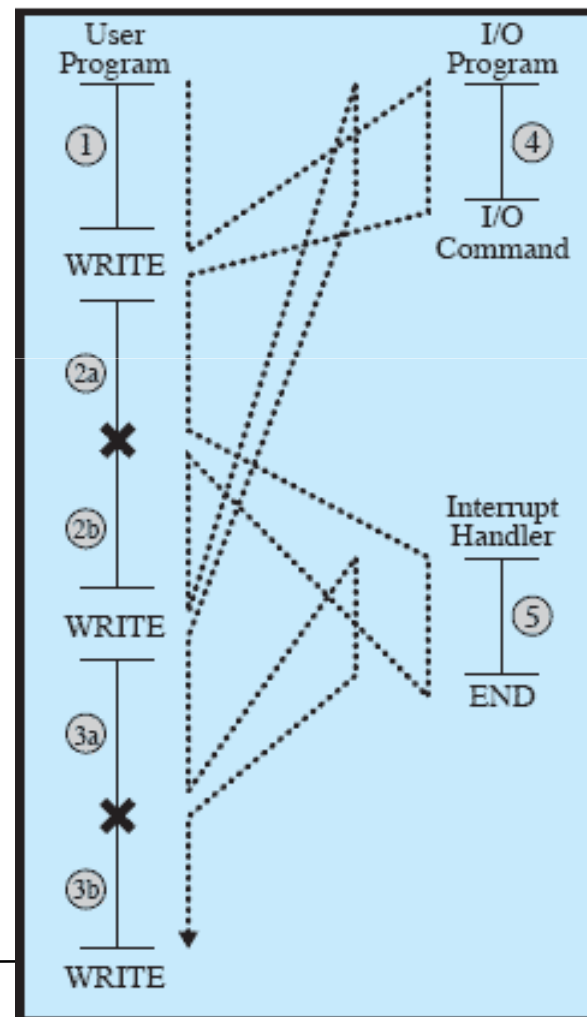 User
Program
I/O
Program
1
4
I/O
Command
WRITE
2a
2b
Interrupt
Handler
5
WRITE
END
3a
3b
WRITE